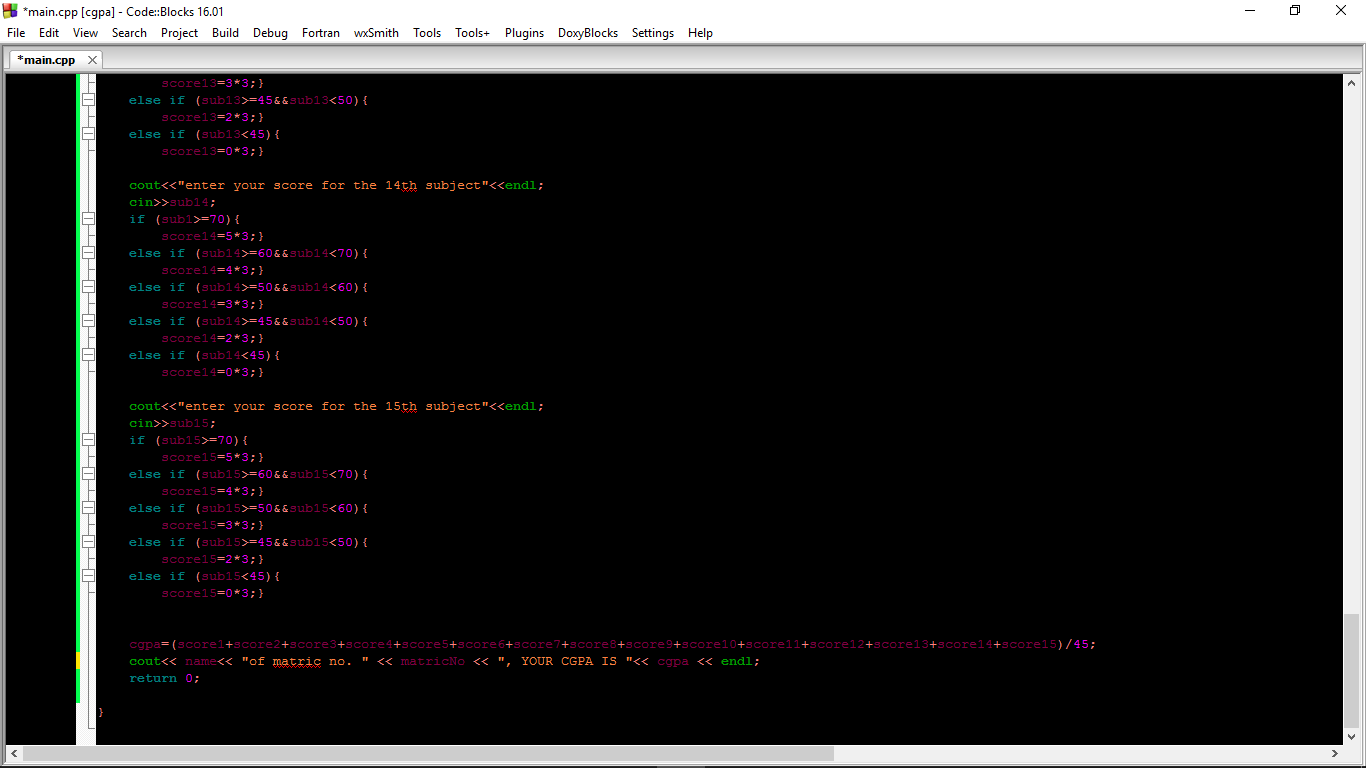 *main.cpp [cgpa] - Code::Blocks 16.01
File Edit View Search Project Build Debug Fortran wxSmith Tools Tools+ Plugins DoxyBlocks Settings Help
*main.cpp
score13=3*3;}
else if (sub13>=45&&sub13<50){
score13=2*3;}
else if (sub13<45){
score13=0*3;}
cout<<"enter your score for the 14th subject"<<endl;
cin>>sub14;
if (sub1>=70){
score14=5*3;}
else if (sub14>=60&&sub14<70){
score14=4*3;}
else if (sub14>=50&&sub14<60){
score14=3*3;}
else if (sub14>=45&&sub14<50){
score14=2*3;}
else if (sub14<45){
score14=0*3;}
cout<<"enter your score for the 15th subject"<<endl;
cin>>sub15;
if (sub15>=70){
score15=5*3;}
else if (sub15>=60&&sub15<70){
score15=4*3;}
else if (sub15>=50&&sub15<60){
score15=3*3;}
else if (sub15>=45&&sub15<50){
score15=2*3;}
else if (sub15<45){
score15=0*3;}
cgpa=(score1+score2+score3+score4+score5+score6+score7+score8+score9+score10+score11+score12+score13+score14+score15)/45;
cout<< name<< "of matric no. " << matricNo << ", YOUR CGPA IS "<< cgpa << endl;
return 0;
}